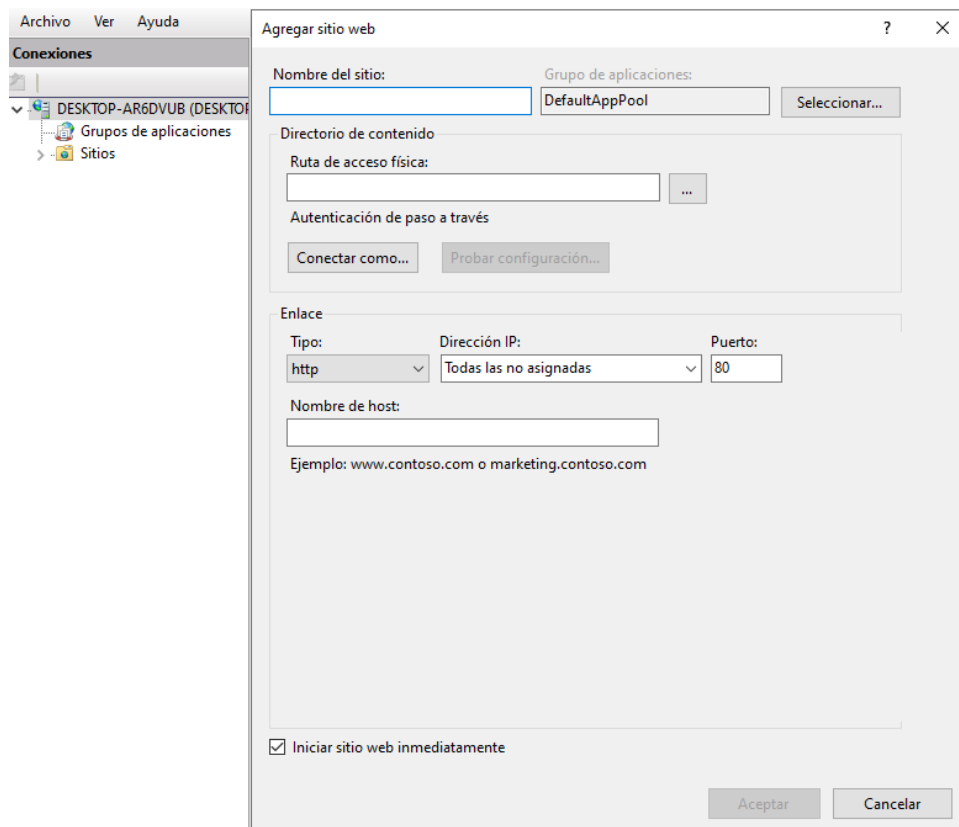 Archivo Ver Ayuda
Conexiones
DESKTOP-AR6DVUB (DESKTOP
Grupos de aplicaciones
Sitios
Agregar sitio web ?
Nombre del sitio: Grupo de aplicaciones:
DefaultAppPool Seleccionar...
Directorio de contenido
Ruta de acceso física:
...
Autenticación de paso a través
Conectar como... Probar configuración...
Enlace
Tipo: Dirección IP: Puerto:
http Todas las no asignadas 80
Nombre de host:
Ejemplo: www.contoso.com o marketing.contoso.com
Iniciar sitio web inmediatamente
Aceptar Cancelar